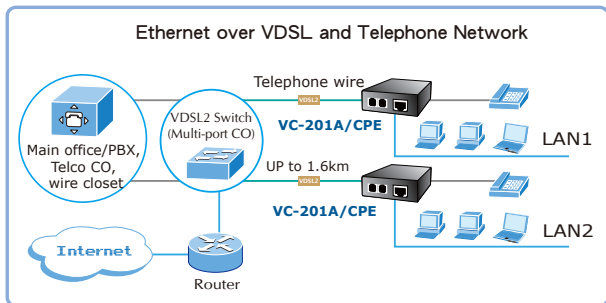 Ethernet over VDSL and Telephone Network
Telephone wire
VDSL2
VC-201A/CPE
VDSL2 Switch
(Multi-port CO)
Main office/PBX,
Telco CO,
wire closet
LAN1
UP to 1.6km
VDSL2
VC-201A/CPE
LAN2
Internet
Router